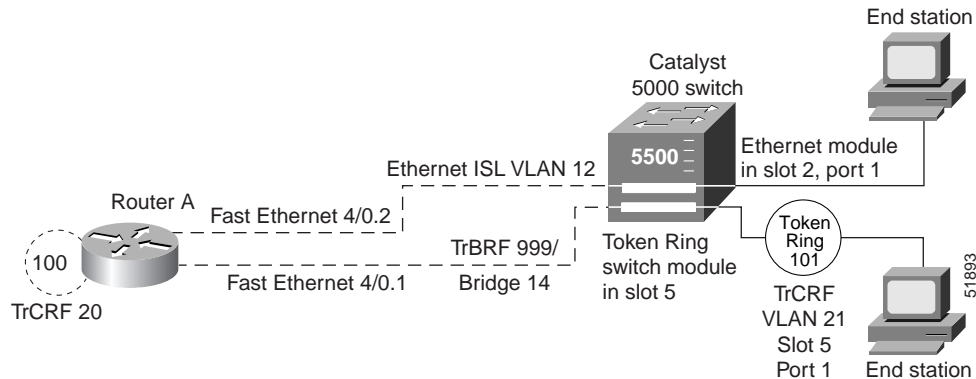 End station
Catalyst
5000 switch
5500
Ethernet module
in slot 2, port 1
Ethernet ISL VLAN 12
Router A
Fast Ethernet 4/0.2
100
TrCRF 20
Fast Ethernet 4/0.1
TrBRF 999/
Bridge 14
Token Ring
switch module
in slot 5
Token
Ring
101
TrCRF
VLAN 21
Slot 5
Port 1
End station
51893